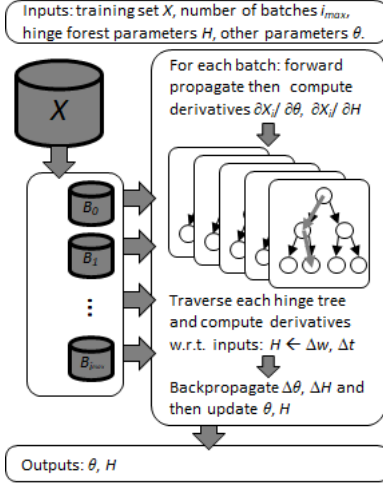 Inputs: training set X, number of batches i_max,
hinge forest parameters H, other parameters θ.
X
For each batch: forward
propagate then compute
derivatives ∂X_i/ ∂θ, ∂X_i/ ∂H
B_0
B_1
⋮
B_imax
Traverse each hinge tree
and compute derivatives
w.r.t. inputs: H ← Δw, Δt
Backpropagate Δθ, ΔH and
then update θ, H
Outputs: θ, H